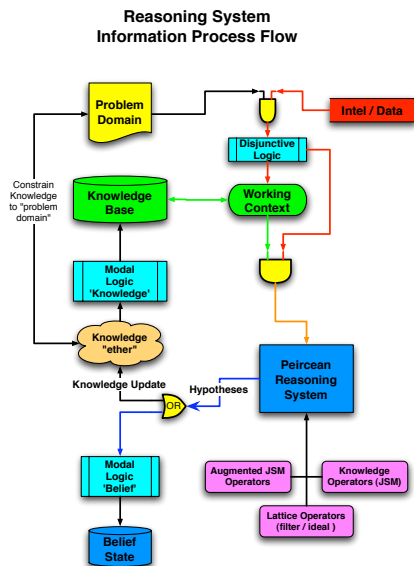 Reasoning System
Information Process Flow
Problem
Domain
Intel / Data
Disjunctive
Logic
Constrain
Knowledge
to "problem
domain"
Knowledge
Base
Working
Context
Modal
Logic
'Knowledge'
Knowledge
"ether"
Peircean
Reasoning
System
Knowledge Update
Hypotheses
OR
Modal
Logic
'Belief'
Augmented JSM
Operators
Knowledge
Operators (JSM)
Lattice Operators
(filter / ideal )
Belief
State